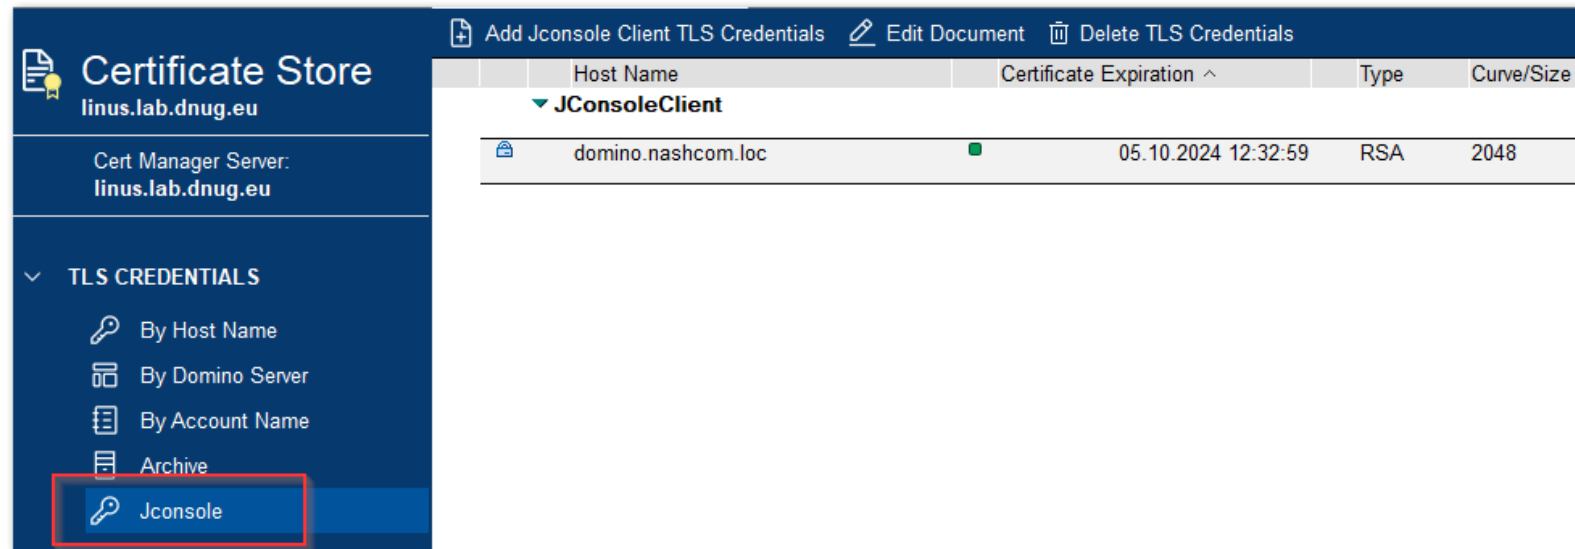 Add Jconsole Client TLS Credentials Edit Document Delete TLS Credentials
Certificate Store
linus.lab.dnug.eu
Cert Manager Server:
linus.lab.dnug.eu
TLS CREDENTIALS
By Host Name
By Domino Server
By Account Name
Archive
Jconsole
Host Name Certificate Expiration Type Curve/Size
JConsoleClient
domino.nashcom.loc 05.10.2024 12:32:59 RSA 2048